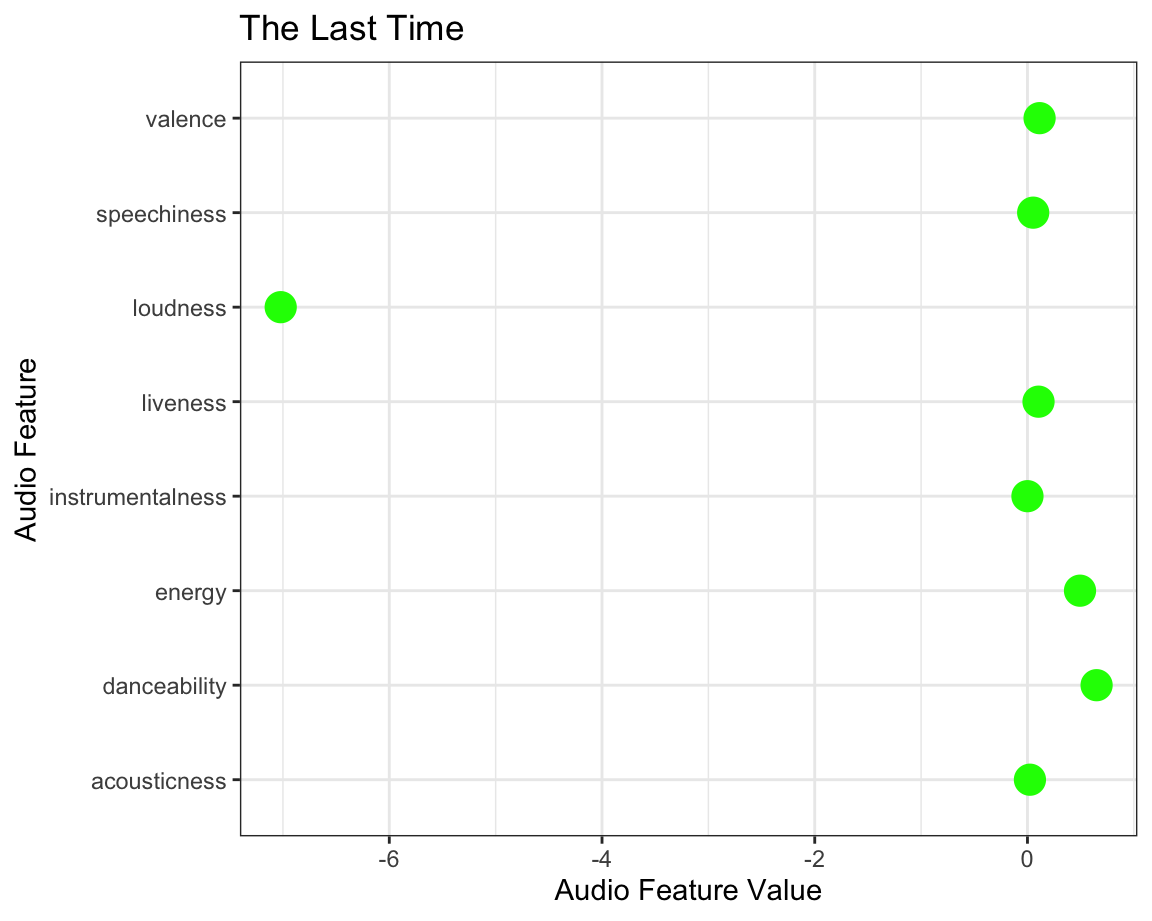 The Last Time
valence
speechiness
loudness
liveness
instrumentalness
energy
danceability
acousticness
Audio Feature
-6 -4 -2 0
Audio Feature Value